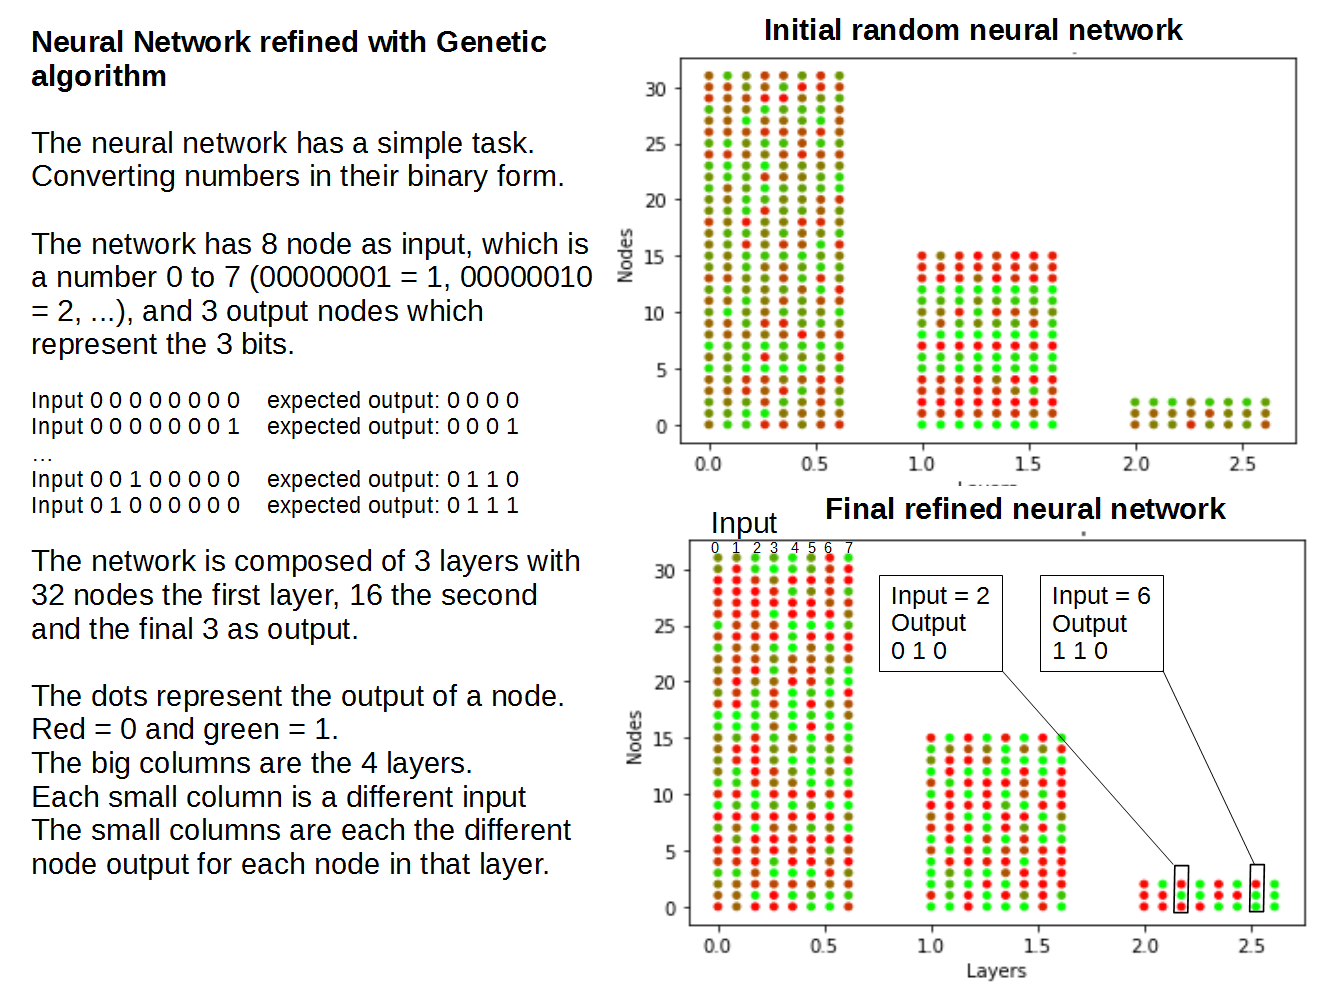 Neural Network refined with Genetic
algorithm
The neural network has a simple task.
Converting numbers in their binary form.
The network has 8 node as input, which is
a number 0 to 7 (00000001 = 1, 00000010
= 2, ...), and 3 output nodes which
represent the 3 bits.
Input 0 0 0 0 0 0 0 0 expected output: 0 0 0 0
Input 0 0 0 0 0 0 0 1 expected output: 0 0 0 1
...
Input 0 0 1 0 0 0 0 0 expected output: 0 1 1 0
Input 0 1 0 0 0 0 0 0 expected output: 0 1 1 1
The network is composed of 3 layers with
32 nodes the first layer, 16 the second
and the final 3 as output.
The dots represent the output of a node.
Red = 0 and green = 1.
The big columns are the 4 layers.
Each small column is a different input
The small columns are each the different
node output for each node in that layer.
Initial random neural network
30
25
20
15
10
5
0
Nodes
0.0 0.5 1.0 1.5 2.0 2.5
Layers
Final refined neural network
Input
0 1 2 3 4 5 6 7
30
25
20
15
10
5
0
Nodes
Input = 2
Output
0 1 0
Input = 6
Output
1 1 0
0.0 0.5 1.0 1.5 2.0 2.5
Layers